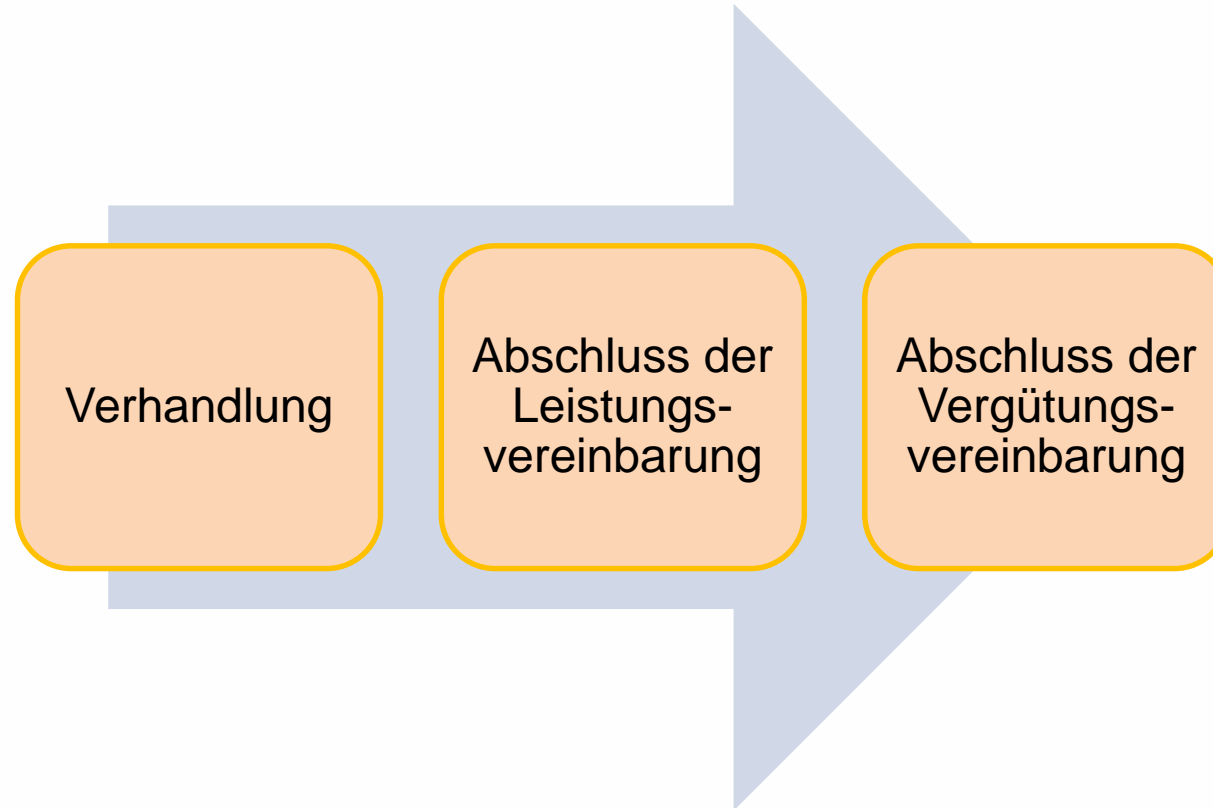 Verhandlung
Abschluss der
Leistungs-
vereinbarung
Abschluss der
Vergütungs-
vereinbarung